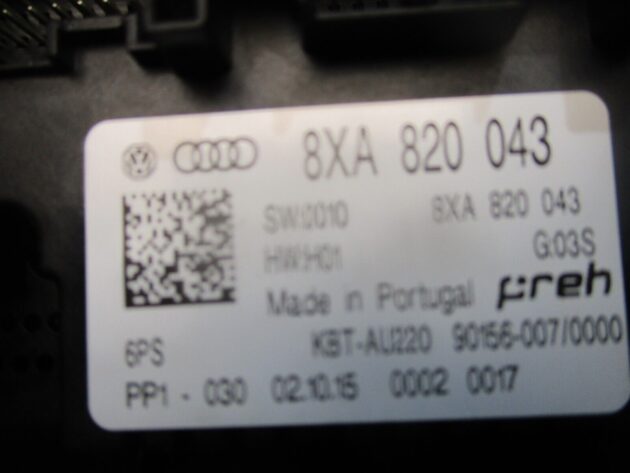 8XA 820 043
SW:0010 8XA 820 043
HW:H01 G:03S
Made in Portugal preh
6PS KBT-AU220 90156-007/0000
PP1 - 030 02.10.15 0002 0017